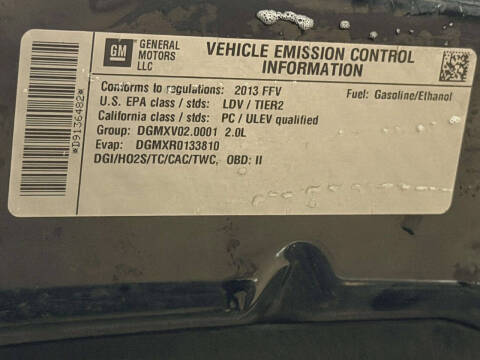 GM
GENERAL MOTORS LLC
VEHICLE EMISSION CONTROL
INFORMATION
Conforms to regulations: 2013 FFV
Fuel: Gasoline/Ethanol
U.S. EPA class / stds: LDV / TIER2
California class / stds: PC / ULEV qualified
Group: DGMXV02.0001 2.0L
Evap: DGMXR0133810
DGI/HO2S/TC/CAC/TWC, OBD: II
*D9136482*